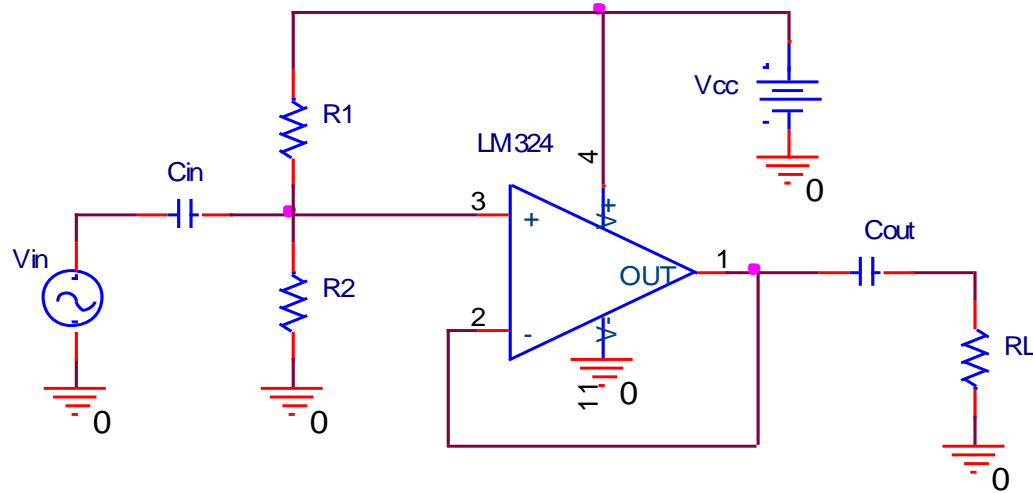 Vcc
R1
LM324
4
Cin
3
+
V+
0
Cout
Vin
OUT
1
R2
2
-
V-
RL
11
0
0
0
0